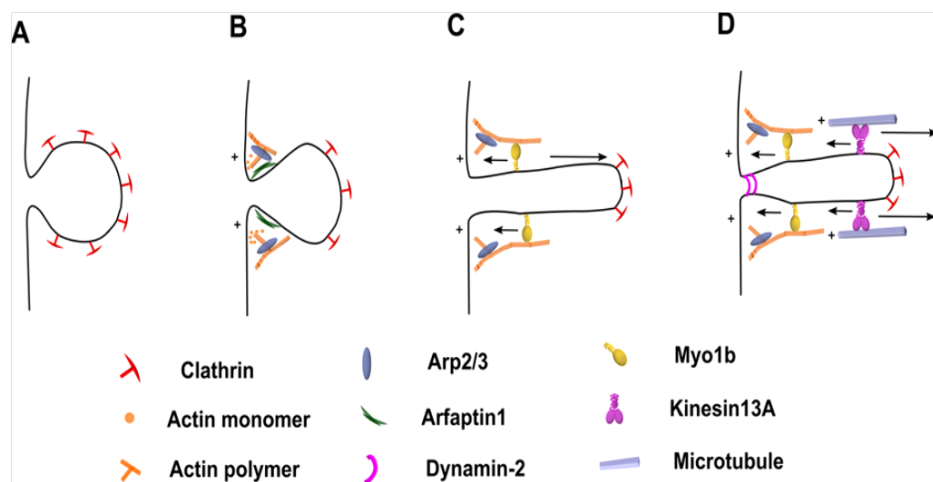 A
B
C
D
+
+
+
+
+
+
+
+
Clathrin
Arp2/3
Myo1b
Actin monomer
Arfaptin1
Kinesin13A
Actin polymer
Dynamin-2
Microtubule